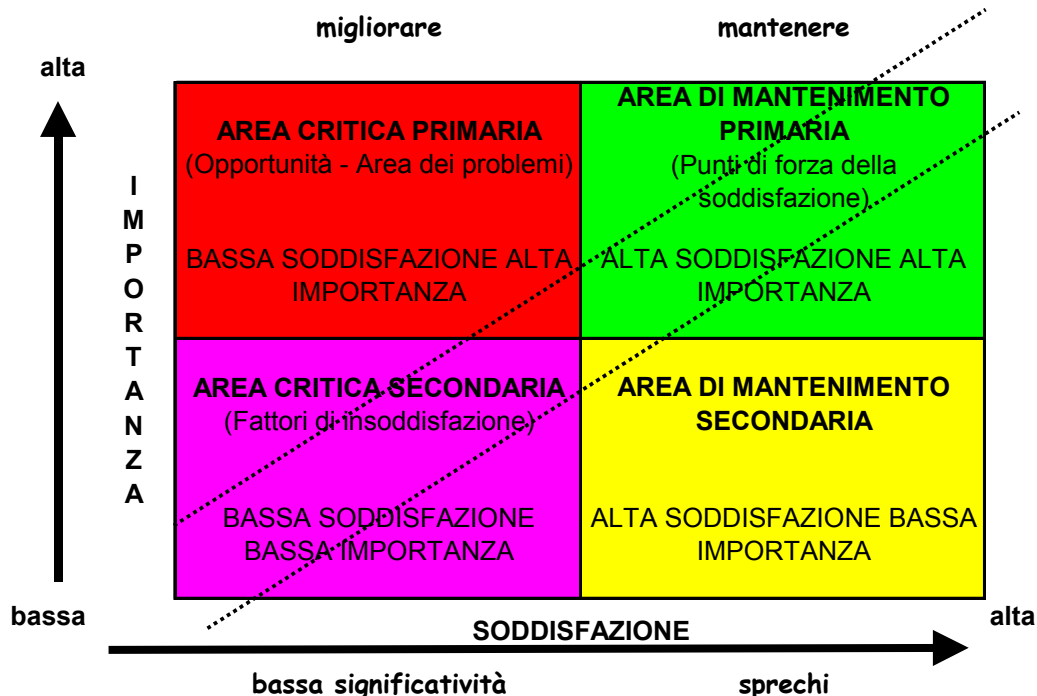 migliorare
mantenere
alta
AREA CRITICA PRIMARIA
(Opportunità - Area dei problemi)
BASSA SODDISFAZIONE ALTA
IMPORTANZA
AREA DI MANTENIMENTO
PRIMARIA
(Punti di forza della
soddisfazione)
ALTA SODDISFAZIONE ALTA
IMPORTANZA
I
M
P
O
R
T
A
N
Z
A
AREA CRITICA SECONDARIA
(Fattori di insoddisfazione)
BASSA SODDISFAZIONE
BASSA IMPORTANZA
AREA DI MANTENIMENTO
SECONDARIA
ALTA SODDISFAZIONE BASSA
IMPORTANZA
bassa
SODDISFAZIONE
alta
bassa significatività
sprechi